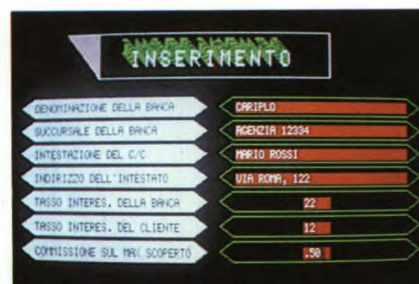 INSERIMENTO
DENOMINAZIONE DELLA BANCA
CARIPLO
SUCCURSALE DELLA BANCA
AGENZIA 12334
INTESTAZIONE DEL C/C
MARIO ROSSI
INDIRIZZO DELL'INTESTATO
VIA ROMA, 122
TASSO INTERES. DELLA BANCA
22
TASSO INTERES. DEL CLIENTE
12
COMMISSIONE SUL MAX SCOPERTO
.50